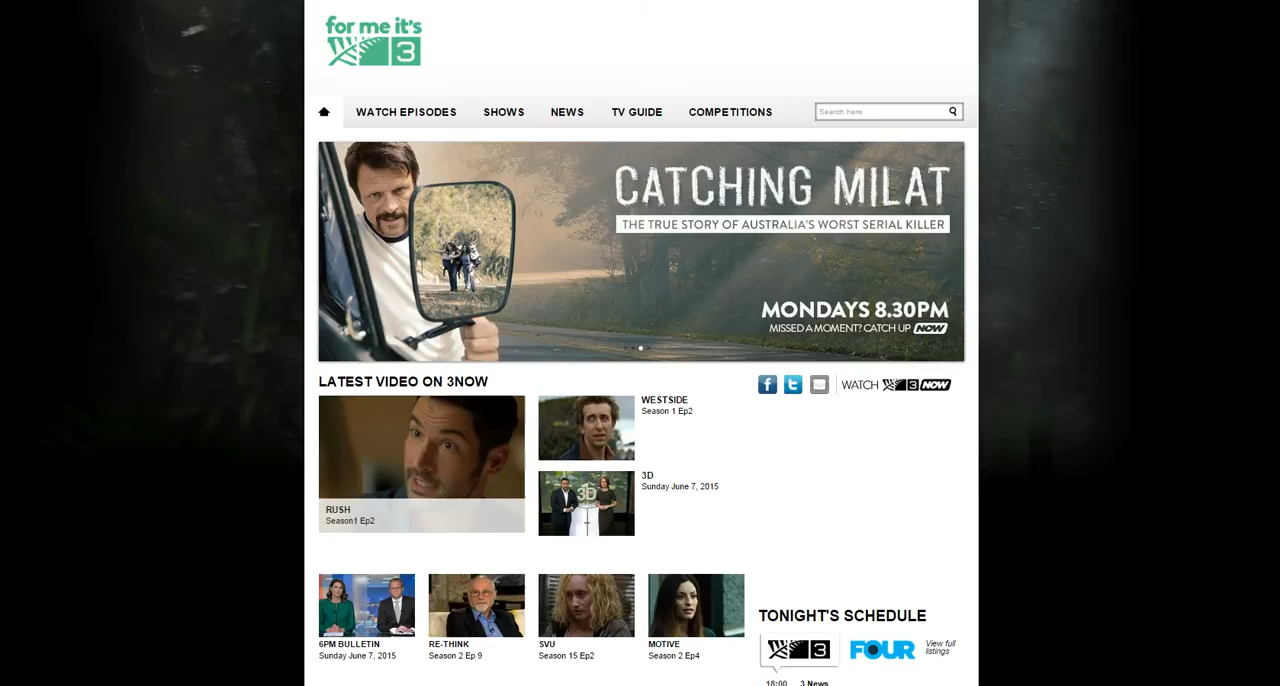 for me it's
3
WATCH EPISODES SHOWS NEWS TV GUIDE COMPETITIONS
Search here
CATCHING MILAT
THE TRUE STORY OF AUSTRALIA'S WORST SERIAL KILLER
MONDAYS 8.30PM
MISSED A MOMENT? CATCH UP NOW
LATEST VIDEO ON 3NOW
f t WATCH 3 NOW
RUSH
Season1 Ep2
WESTSIDE
Season 1 Ep2
3D
3D
Sunday June 7, 2015
6PM BULLETIN
Sunday June 7, 2015
RE-THINK
Season 2 Ep 9
SVU
Season 15 Ep2
MOTIVE
Season 2 Ep4
TONIGHT'S SCHEDULE
3 FOUR View full
listings
18:00 3 News